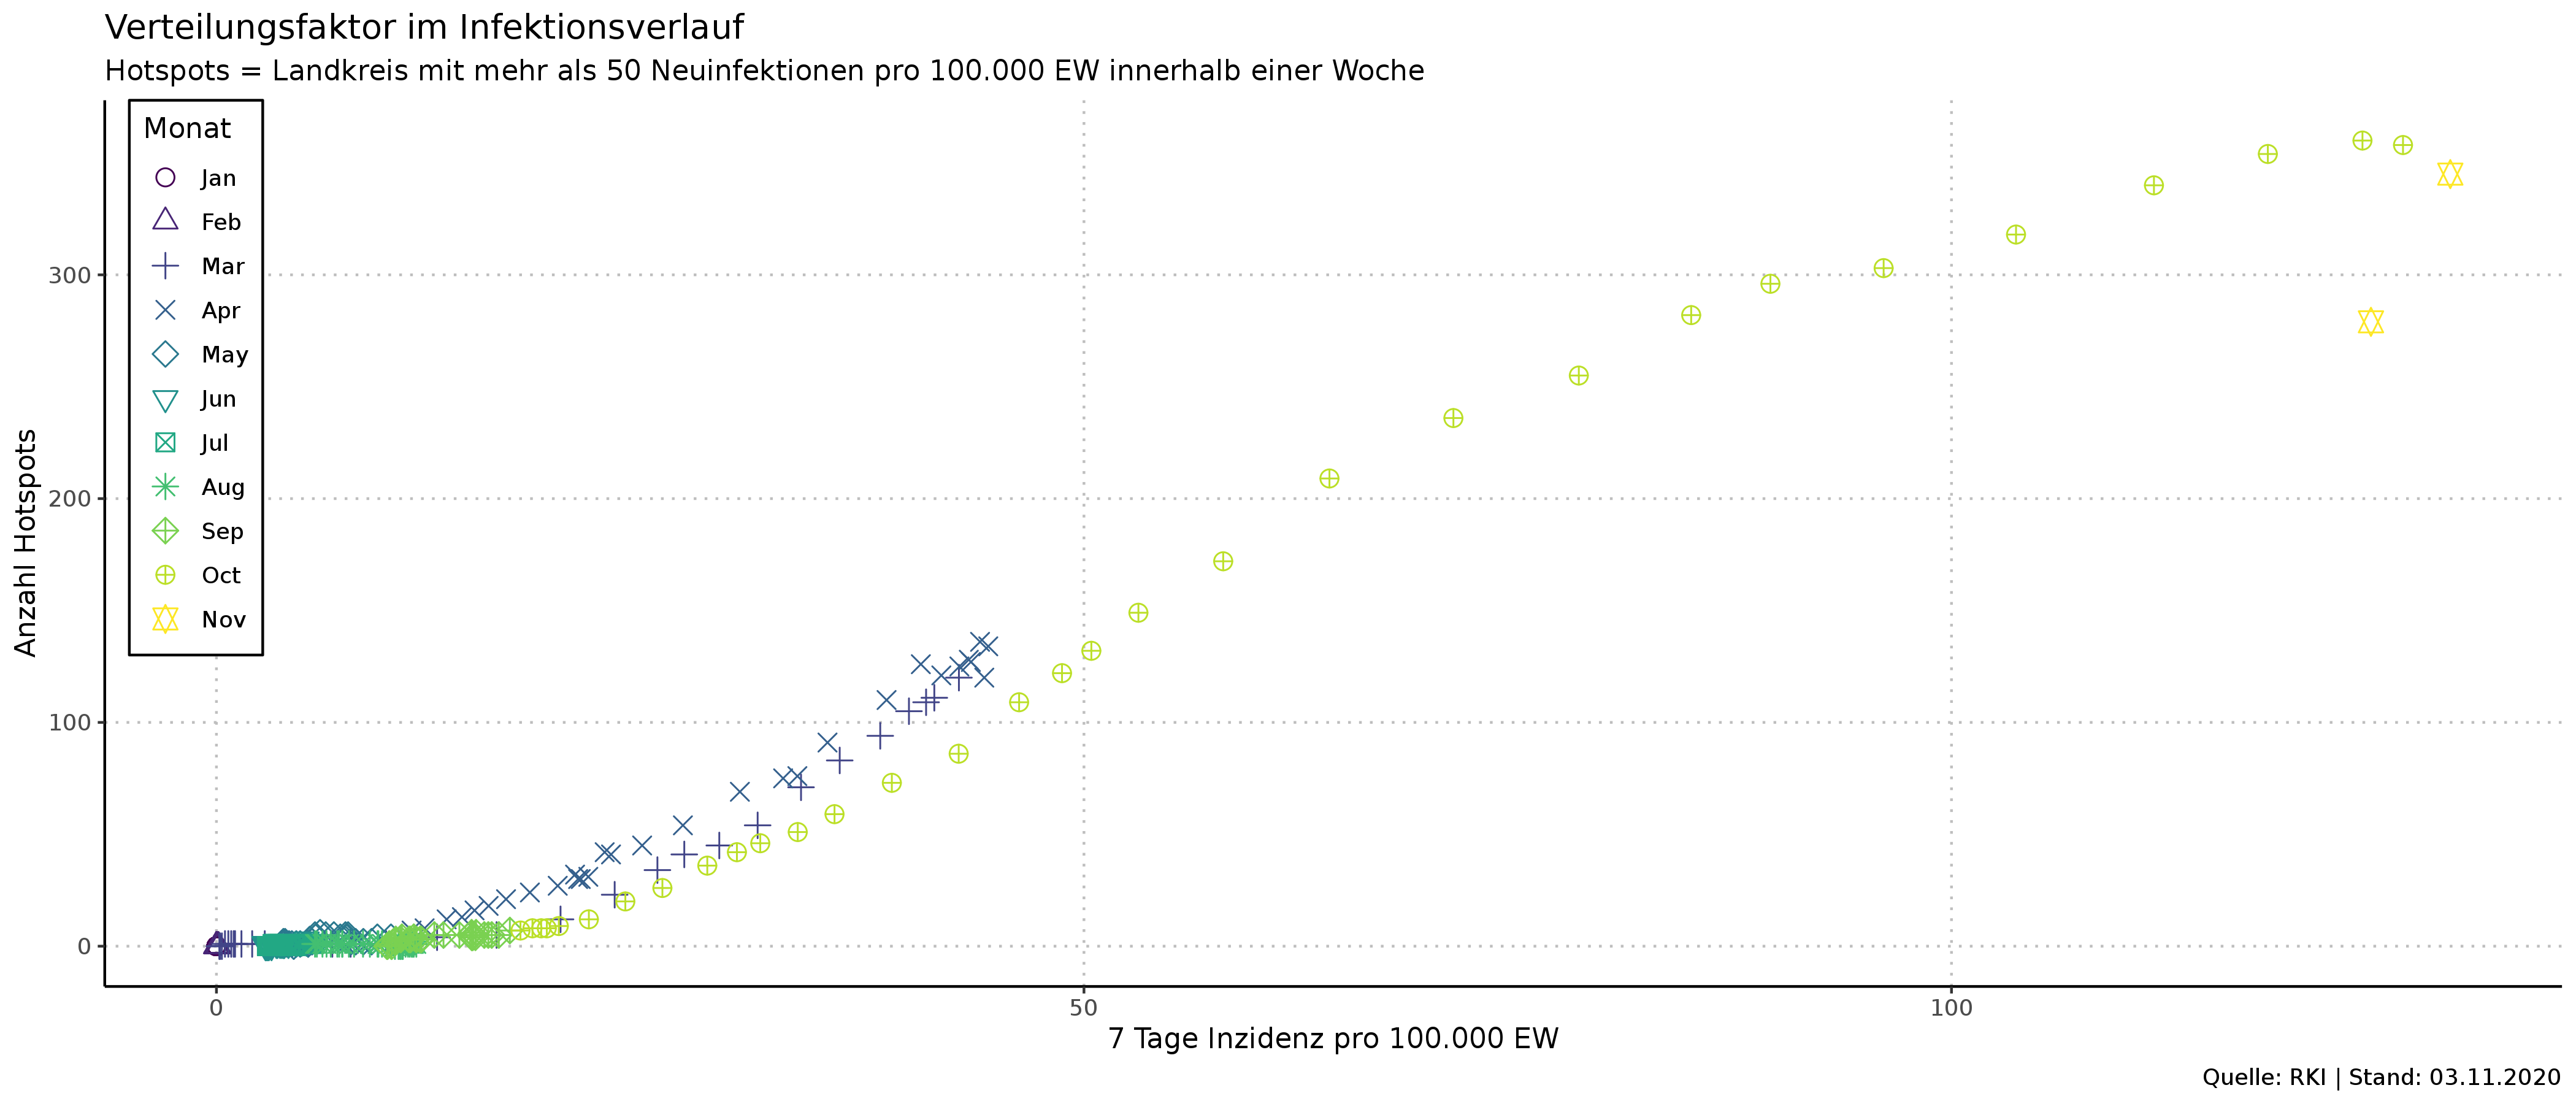 Verteilungsfaktor im Infektionsverlauf
Hotspots = Landkreis mit mehr als 50 Neuinfektionen pro 100.000 EW innerhalb einer Woche
Monat
Jan
Feb
Mar
Apr
May
Jun
Jul
Aug
Sep
Oct
Nov
Anzahl Hotspots
300
200
100
0
0
50
100
7 Tage Inzidenz pro 100.000 EW
Quelle: RKI | Stand: 03.11.2020